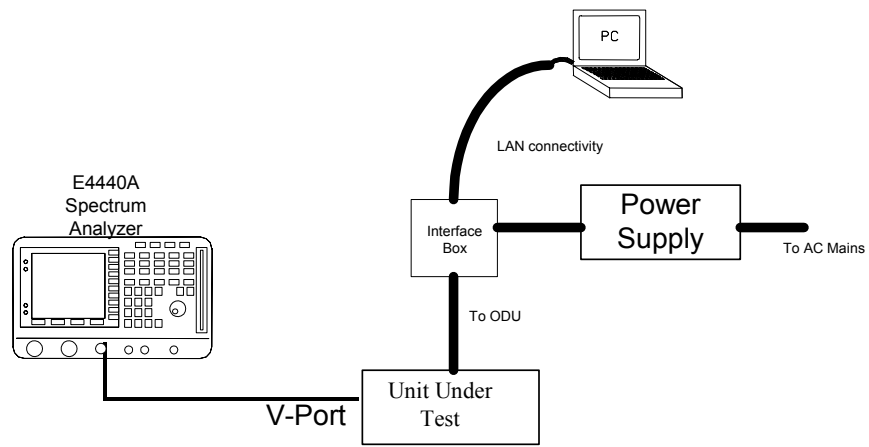 PC
LAN connectivity
E4440A
Spectrum
Analyzer
Interface
Box
Power
Supply
To AC Mains
To ODU
Unit Under
Test
V-Port